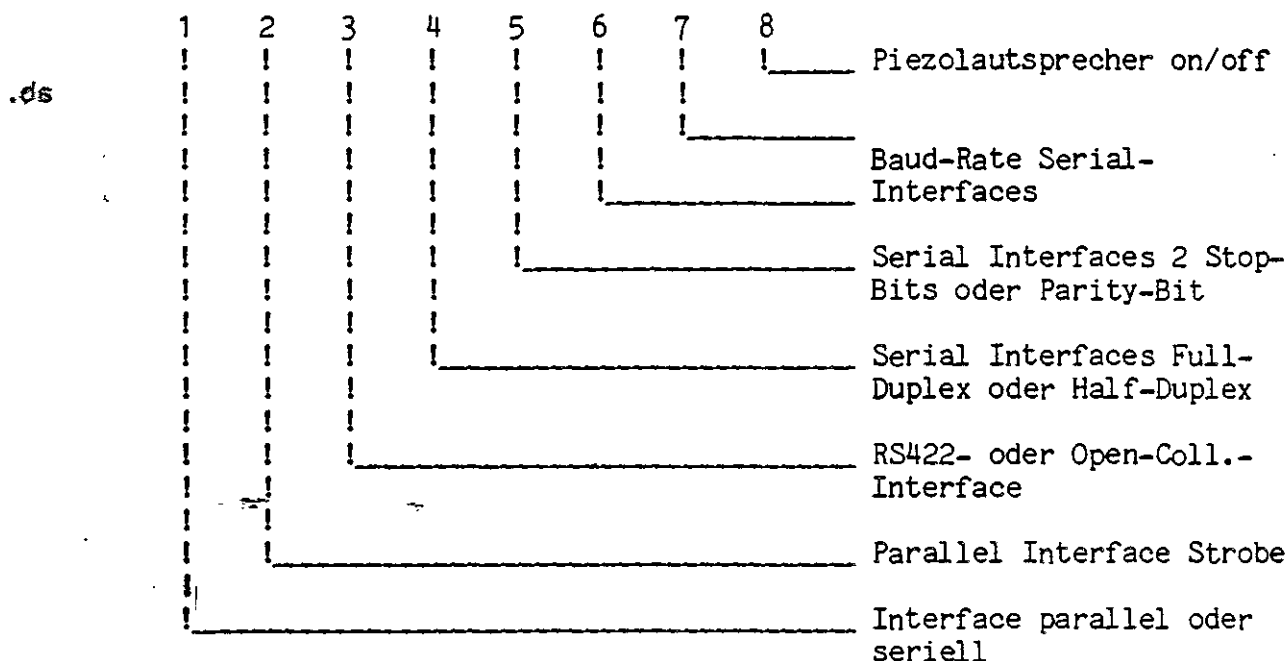 1 2 3 4 5 6 7 8
Piezolautsprecher on/off
.ds
Baud-Rate Serial-
Interfaces
Serial Interfaces 2 Stop-
Bits oder Parity-Bit
Serial Interfaces Full-
Duplex oder Half-Duplex
RS422- oder Open-Coll.-
Interface
Parallel Interface Strobe
Interface parallel oder
seriell